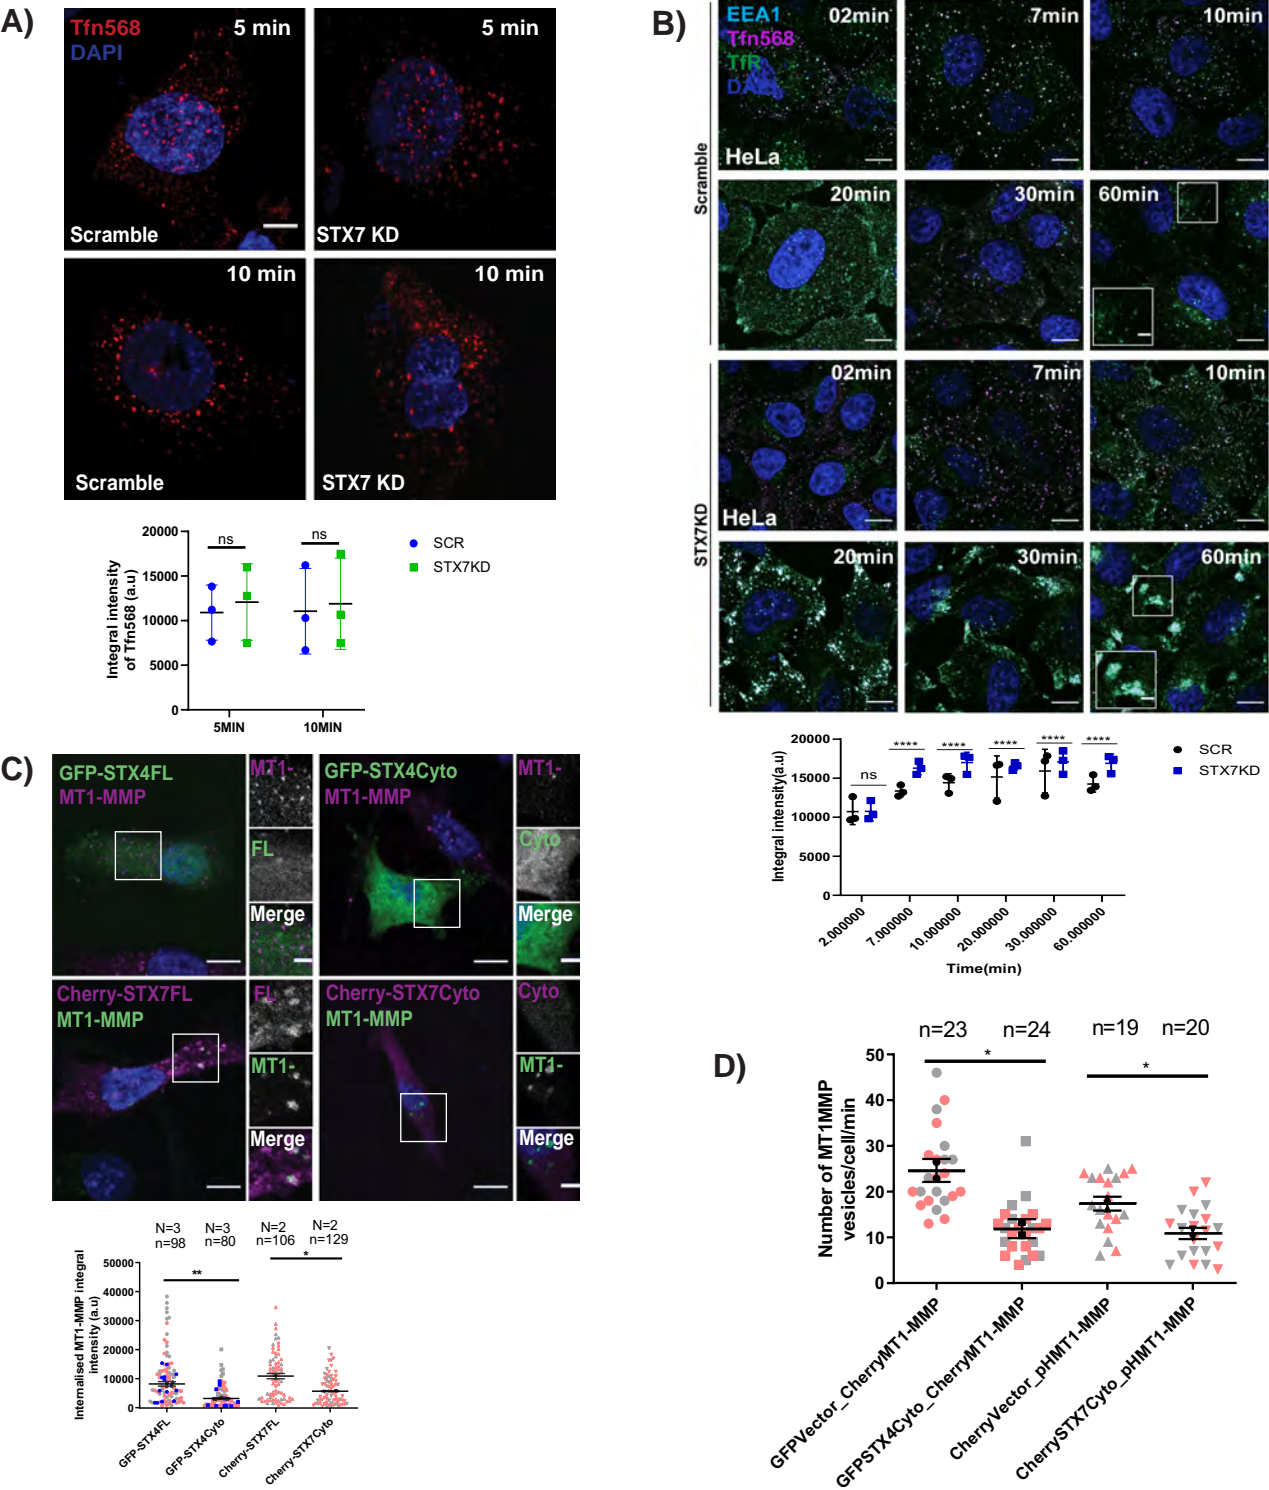 A)
Tfn568
DAPI
5 min
Scramble
5 min
STX7 KD
10 min
Scramble
10 min
STX7 KD
20000
15000
10000
5000
0
Integral intensity
of Tfn568 (a.u)
ns
ns
5MIN
10MIN
SCR
STX7KD
B)
EEA1
Tfn568
TfR
02min
HeLa
7min
10min
Scramble
20min
30min
60min
02min
HeLa
7min
10min
STX7KD
20min
30min
60min
20000
15000
10000
5000
0
Integral intensity(a.u)
ns
****
****
****
****
****
2.000000
7.000000
10.000000
20.00000
30.000000
60.000000
Time(min)
SCR
STX7KD
C)
GFP-STX4FL
MT1-MMP
MT1-
FL
Merge
GFP-STX4Cyto
MT1-MMP
MT1-
Cyto
Merge
Cherry-STX7FL
MT1-MMP
FL
MT1-
Merge
Cherry-STX7Cyto
MT1-MMP
Cyto
MT1-
Merge
N=3
n=98
N=3
n=80
N=2
n=106
N=2
n=129
50000
40000
30000
20000
10000
0
Internalised MT1-MMP integral
intensity (a.u)
**
*
GFP-STX4FL
GFP-STX4Cyto
Cherry-STX7FL
Cherry-STX7Cyto
D)
n=23
n=24
n=19
n=20
50
40
30
20
10
0
Number of MT1MMP
vesicles/cell/min
*
*
GFPVector_CherryMT1-MMP
GFPSTX4Cyto_CherryMT1-MMP
CherryVector_pHMT1-MMP
CherrySTX7Cyto_pHMT1-MMP